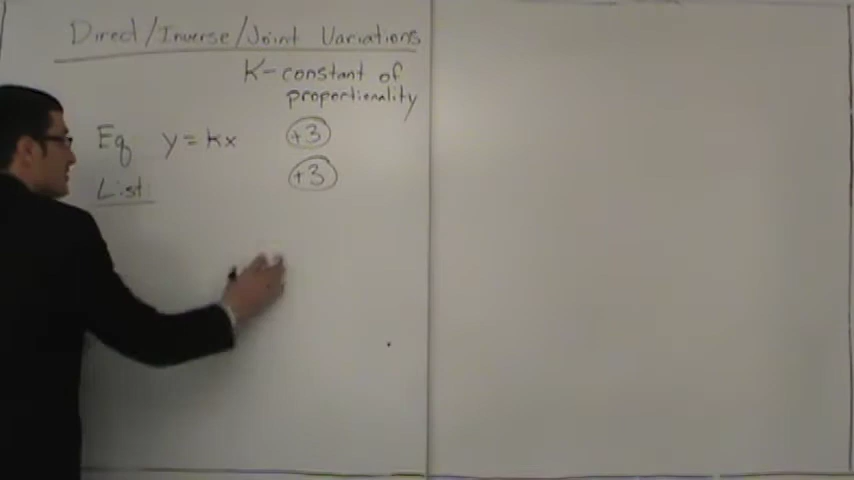 Direct/Inverse/Joint Variations
K-constant of
proportionality
Eq y=kx +3
List: +3